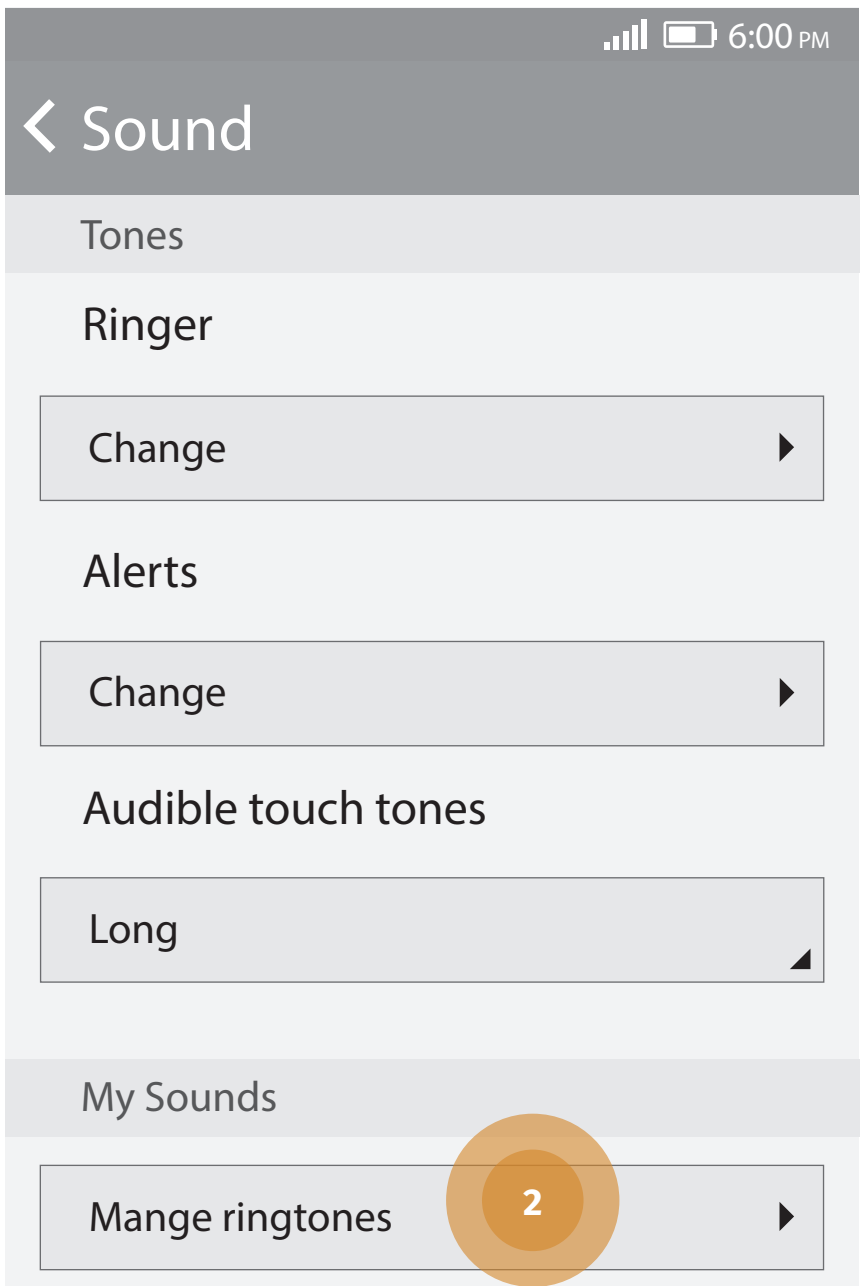 6:00 PM
Sound
Tones
Ringer
Change
Alerts
Change
Audible touch tones
Long
My Sounds
Mange ringtones
2